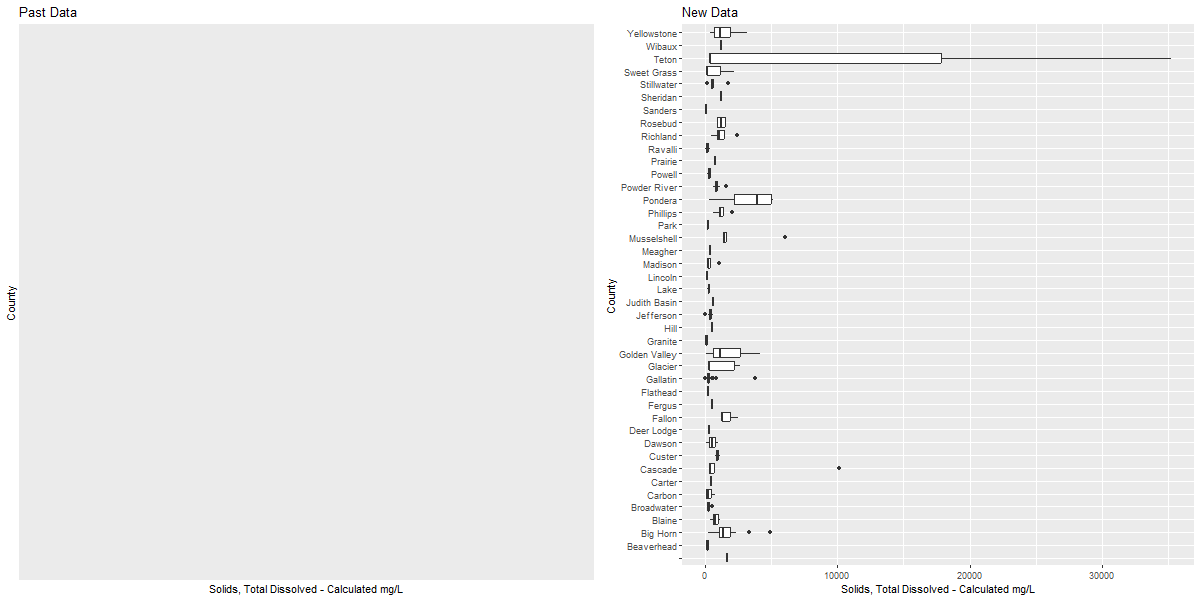 Past Data
County
Solids, Total Dissolved - Calculated mg/L
New Data
County
Yellowstone
Wibaux
Teton
Sweet Grass
Stillwater
Sheridan
Sanders
Rosebud
Richland
Ravalli
Prairie
Powell
Powder River
Pondera
Phillips
Park
Musselshell
Meagher
Madison
Lincoln
Lake
Judith Basin
Jefferson
Hill
Granite
Golden Valley
Glacier
Gallatin
Flathead
Fergus
Fallon
Deer Lodge
Dawson
Custer
Cascade
Carter
Carbon
Broadwater
Blaine
Big Horn
Beaverhead
0 10000 20000 30000
Solids, Total Dissolved - Calculated mg/L